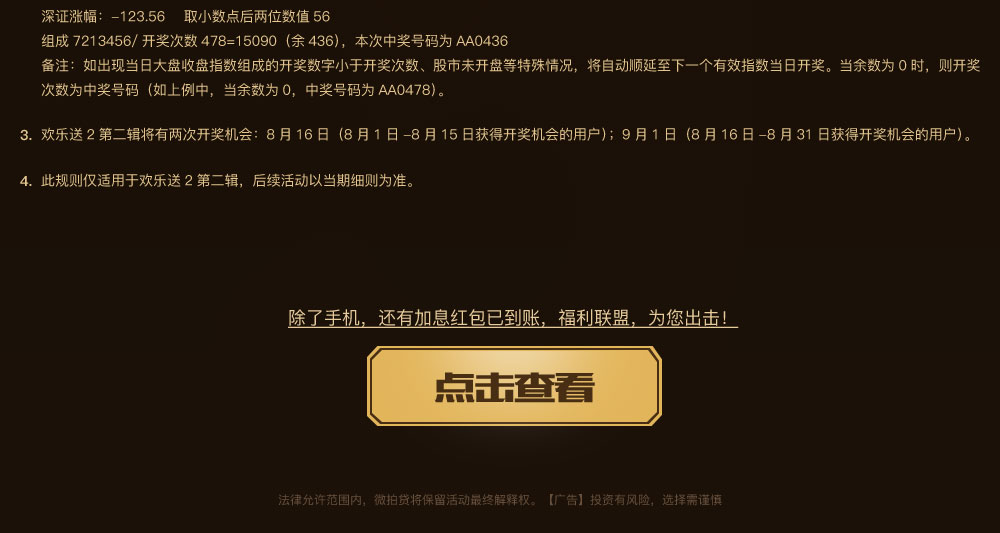 深证涨幅：–123.56 取小数点后两位数值 56
组成 7213456/ 开奖次数 478=15090（余 436），本次中奖号码为 AA0436
备注：如出现当日大盘收盘指数组成的开奖数字小于开奖次数、股市未开盘等特殊情况，将自动顺延至下一个有效指数当日开奖。当余数为 0 时，则开奖
次数为中奖号码（如上例中，当余数为 0，中奖号码为 AA0478）。
3. 欢乐送 2 第二辑将有两次开奖机会：8 月 16 日（8 月 1 日 –8 月 15 日获得开奖机会的用户）；9 月 1 日（8 月 16 日 –8 月 31 日获得开奖机会的用户）。
4. 此规则仅适用于欢乐送 2 第二辑，后续活动以当期细则为准。
除了手机，还有加息红包已到账，福利联盟，为您出击！
点击查看
法律允许范围内，微拍贷将保留活动最终解释权。【广告】投资有风险，选择需谨慎